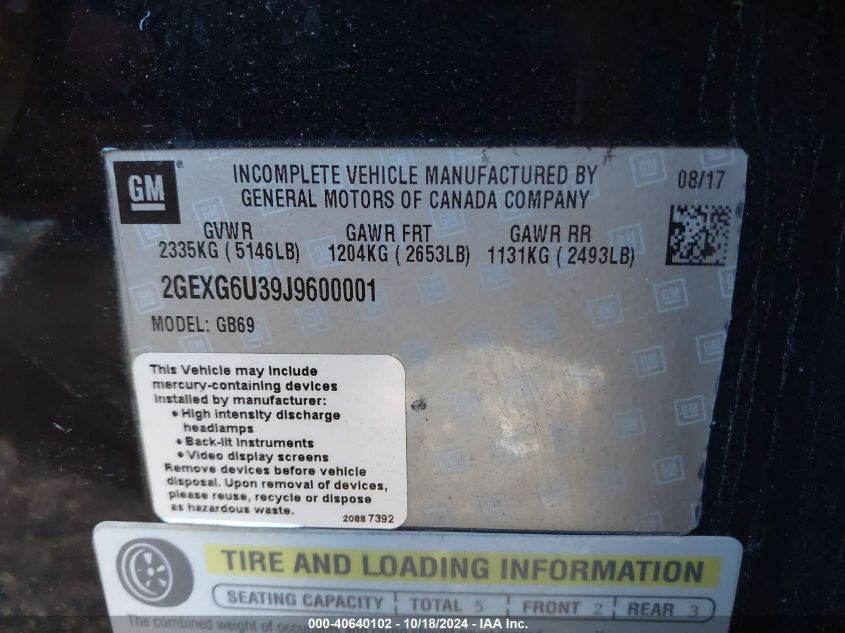 GM
INCOMPLETE VEHICLE MANUFACTURED BY
GENERAL MOTORS OF CANADA COMPANY
08/17
GVWR
2335KG ( 5146LB)
GAWR FRT
1204KG ( 2653LB)
GAWR RR
1131KG ( 2493LB)
2GEXG6U39J9600001
MODEL: GB69
This Vehicle may include
mercury-containing devices
installed by manufacturer:
• High intensity discharge
headlamps
• Back-lit instruments
• Video display screens
Remove devices before vehicle
disposal. Upon removal of devices,
please reuse, recycle or dispose
as hazardous waste.
2088 7392
TIRE AND LOADING INFORMATION
SEATING CAPACITY TOTAL 5 FRONT 2 REAR 3
The combined weight of
000-40640102 - 10/18/2024 - IAA Inc.